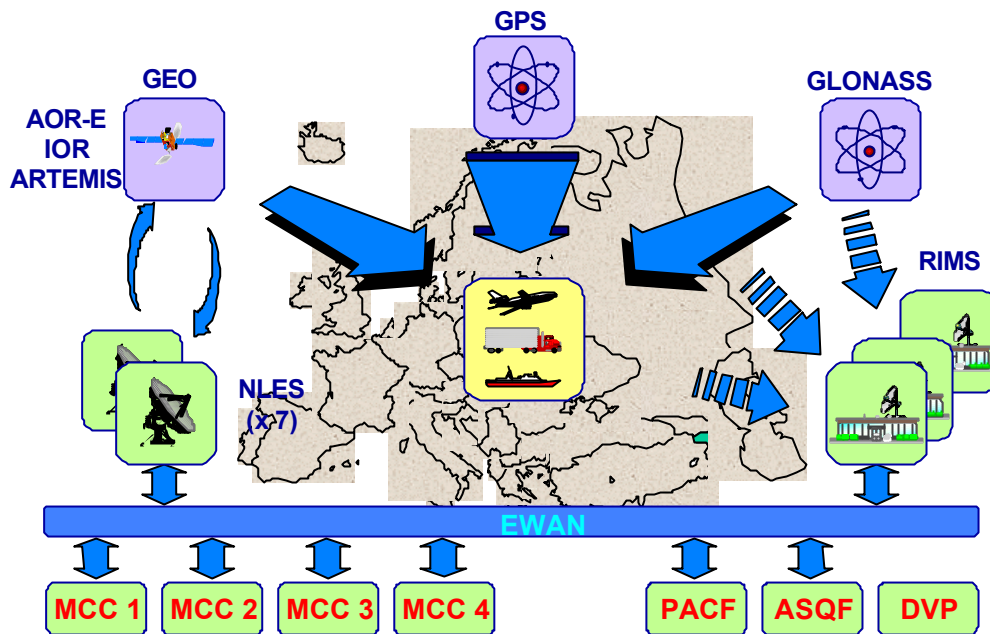 GPS
GEO
GLONASS
AOR-E
IOR
ARTEMIS
RIMS
NLES
(x 7)
EWAN
MCC 1
MCC 2
MCC 3
MCC 4
PACF
ASQF
DVP